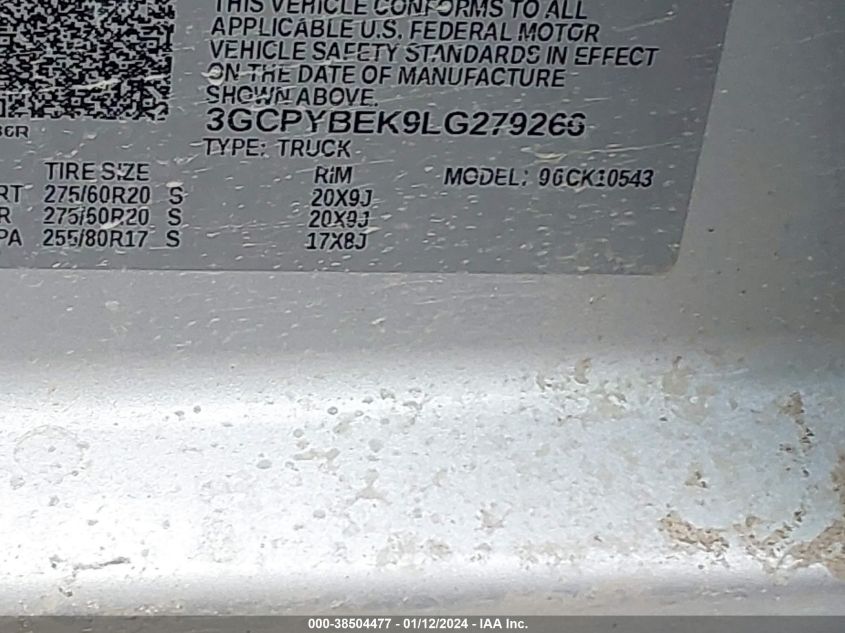 THIS VEHICLE CONFORMS TO ALL
APPLICABLE U.S. FEDERAL MOTOR
VEHICLE SAFETY STANDARDS IN EFFECT
ON THE DATE OF MANUFACTURE
SHOWN ABOVE.
3GCPYBEK9LG279266
TYPE: TRUCK
TIRE SIZE RIM MODEL: 96CK10543
RT 275/60R20 S 20X9J
R 275/60R20 S 20X9J
PA 255/80R17 S 17X8J
000-38504477 - 01/12/2024 - IAA Inc.